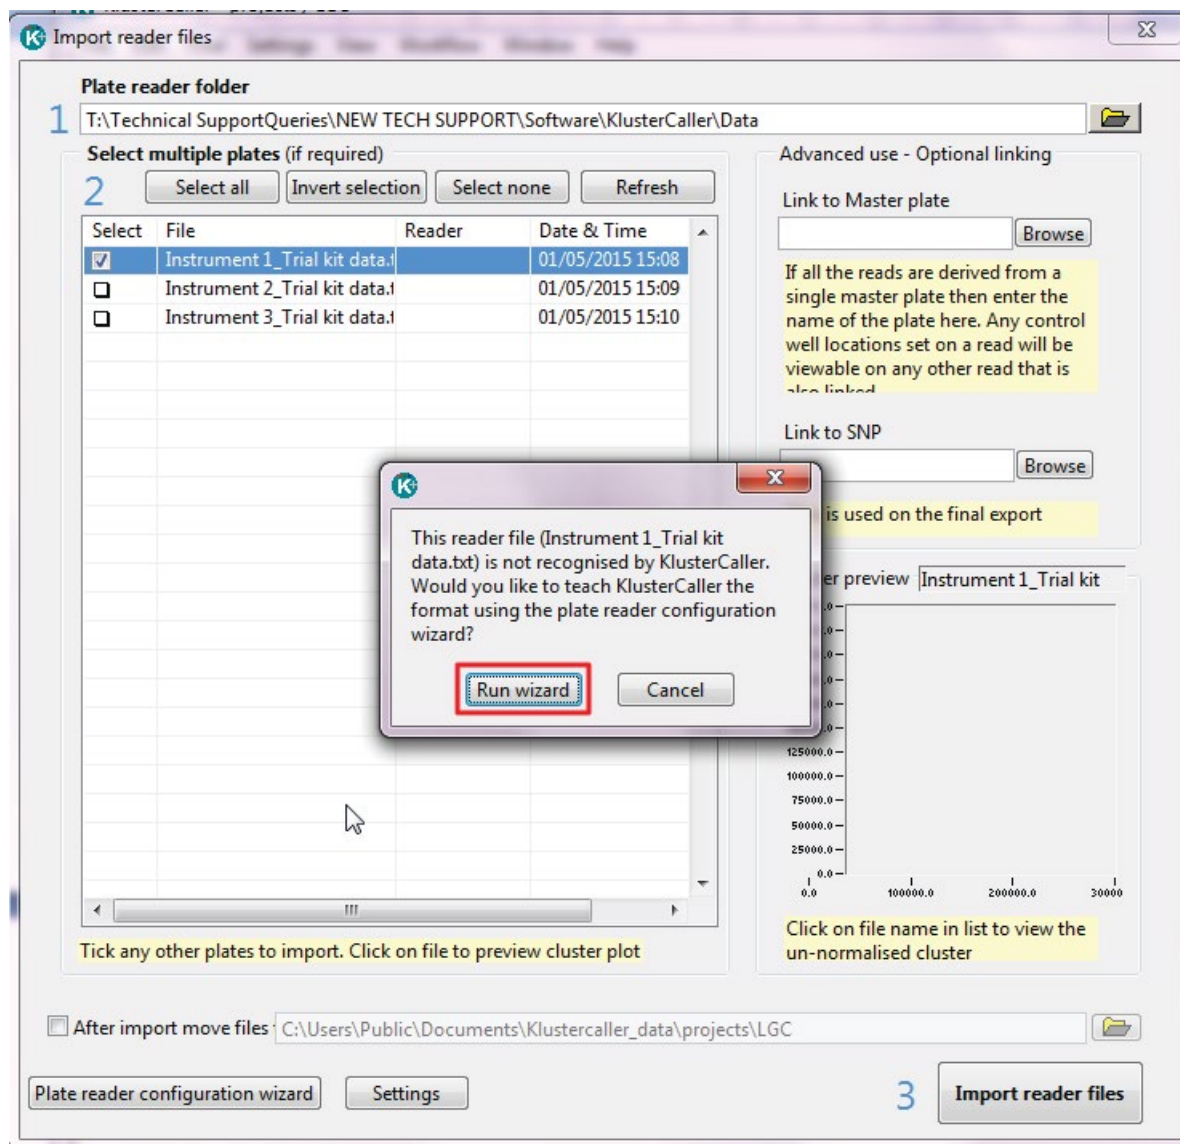 Import reader files
Plate reader folder
1
T:\Technical SupportQueries\NEW TECH SUPPORT\Software\KlusterCaller\Data
Select multiple plates (if required)
2
Select all Invert selection Select none Refresh
Select File Reader Date & Time
Instrument 1_Trial kit data. 01/05/2015 15:08
Instrument 2_Trial kit data. 01/05/2015 15:09
Instrument 3_Trial kit data. 01/05/2015 15:10
Tick any other plates to import. Click on file to preview cluster plot
Advanced use - Optional linking
Link to Master plate
Browse
If all the reads are derived from a
single master plate then enter the
name of the plate here. Any control
well locations set on a read will be
viewable on any other read that is
also linked
Link to SNP
Browse
is used on the final export
This reader file (Instrument 1_Trial kit
data.txt) is not recognised by KlusterCaller.
Would you like to teach KlusterCaller the
format using the plate reader configuration
wizard?
Run wizard Cancel
preview Instrument 1_Trial kit
125000.0
100000.0
75000.0
50000.0
25000.0
0.0
0.0 100000.0 200000.0 30000
Click on file name in list to view the
un-normalised cluster
After import move files C:\Users\Public\Documents\Klustercaller_data\projects\LGC
Plate reader configuration wizard Settings
3
Import reader files